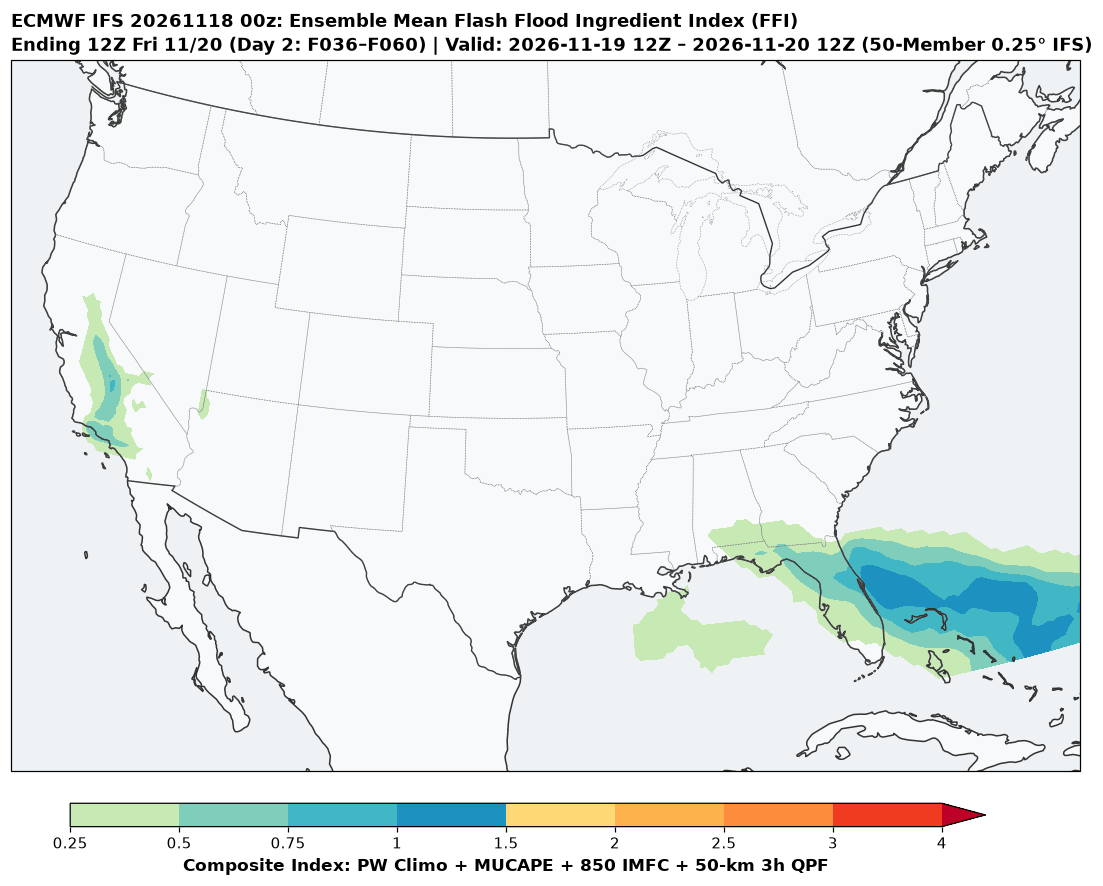 ECMWF IFS 20261118 00z: Ensemble Mean Flash Flood Ingredient Index (FFI)
Ending 12Z Fri 11/20 (Day 2: F036–F060) | Valid: 2026-11-19 12Z – 2026-11-20 12Z (50-Member 0.25° IFS)
0.25 0.5 0.75 1 1.5 2 2.5 3 4
Composite Index: PW Climo + MUCAPE + 850 IMFC + 50-km 3h QPF